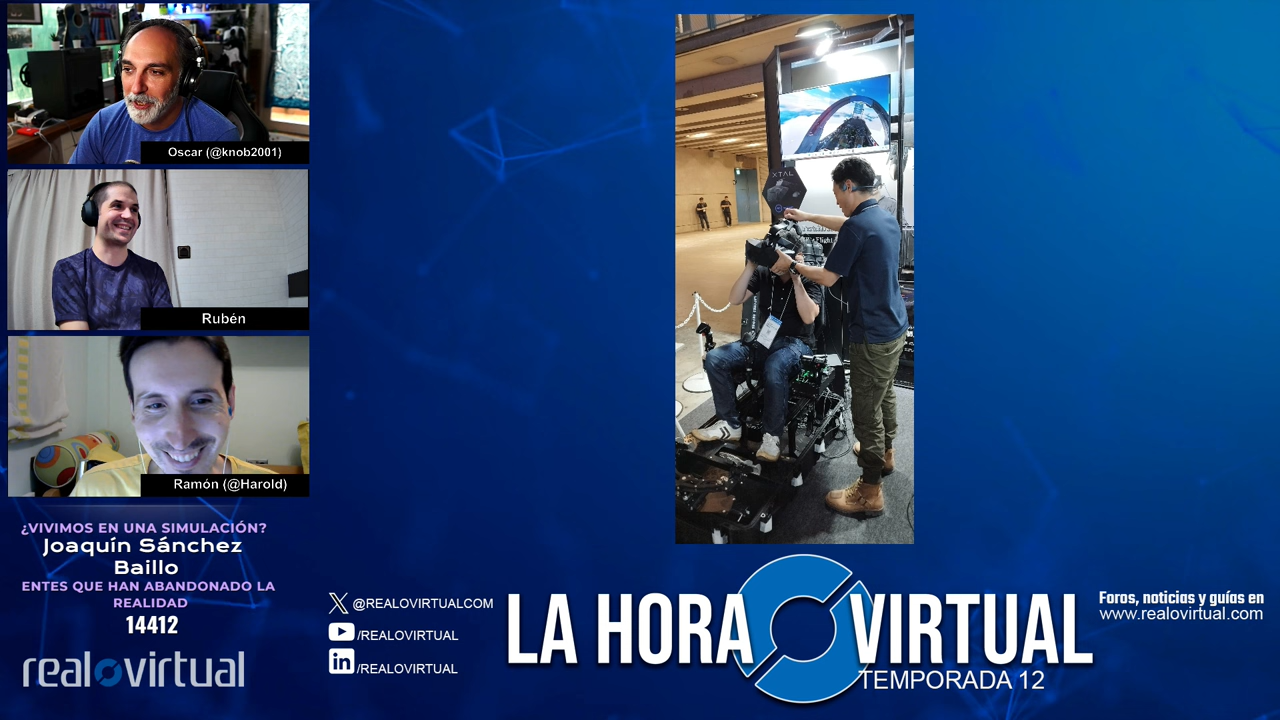 Oscar (@knob2001)
Rubén
Ramón (@Harold)
¿VIVIMOS EN UNA SIMULACIÓN?
Joaquín Sánchez
Baillo
ENTES QUE HAN ABANDONADO LA
REALIDAD
14412
realovirtual
XTAL
Flight
@REALOVIRTUALCOM
/REALOVIRTUAL
/REALOVIRTUAL
LA HORA VIRTUAL
TEMPORADA 12
Foros, noticias y guías en
www.realovirtual.com